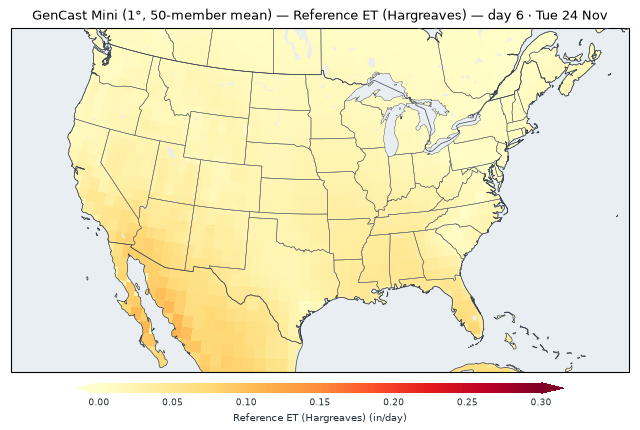 GenCast Mini (1°, 50-member mean) — Reference ET (Hargreaves) — day 6 · Tue 24 Nov
0.00 0.05 0.10 0.15 0.20 0.25 0.30
Reference ET (Hargreaves) (in/day)